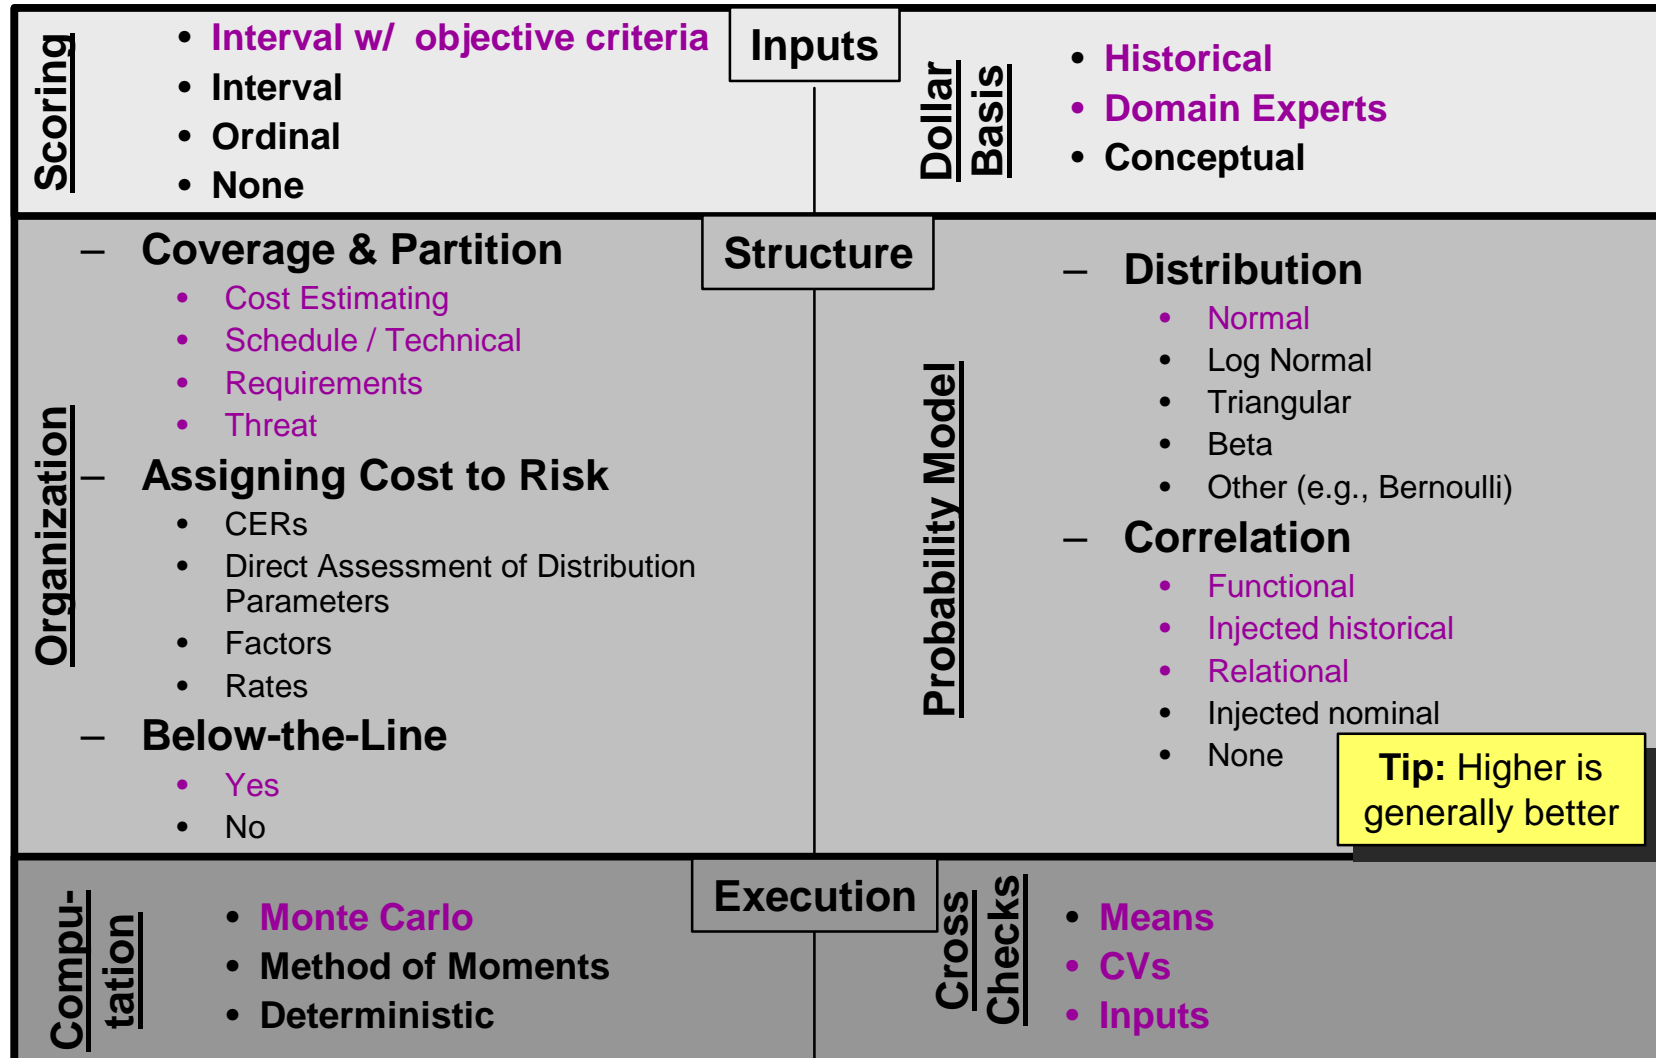 Inputs
Scoring
• Interval w/ objective criteria
• Interval
• Ordinal
• None
Dollar
Basis
• Historical
• Domain Experts
• Conceptual
Structure
Organization
– Coverage & Partition
• Cost Estimating
• Schedule / Technical
• Requirements
• Threat
– Assigning Cost to Risk
• CERs
• Direct Assessment of Distribution
Parameters
• Factors
• Rates
– Below-the-Line
• Yes
• No
Probability Model
– Distribution
• Normal
• Log Normal
• Triangular
• Beta
• Other (e.g., Bernoulli)
– Correlation
• Functional
• Injected historical
• Relational
• Injected nominal
• None
Tip: Higher is
generally better
Execution
Compu-
tation
• Monte Carlo
• Method of Moments
• Deterministic
Cross
Checks
• Means
• CVs
• Inputs